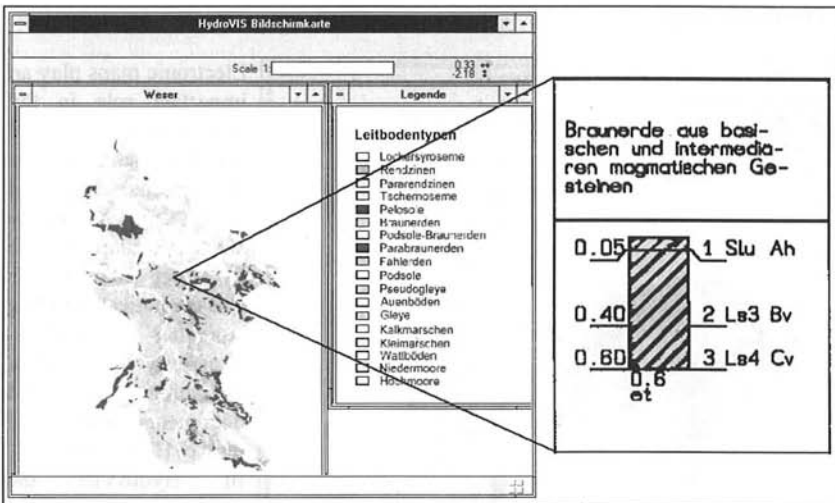 HydroVIS Bildschirmkarte
Scale 1:
0.33
-2.18
Weser
Legende
Leitbodentypen
Lockersyroseme
Rendzinen
Pararendzinen
Tschernoseme
Pelosole
Braunerden
Podsole-Braunerden
Parabraunerden
Fahlerden
Podsole
Pseudogleye
Auenböden
Gleye
Kalkmarschen
Kleimarschen
Wattböden
Niedermoore
Hochmoore
Braunerde aus basi-
schen und intermediä-
ren magmatischen Ge-
steinen
0.05 1 Slu Ah
0.40 2 Ls3 Bv
0.60 3 Ls4 Cv
0.6
et